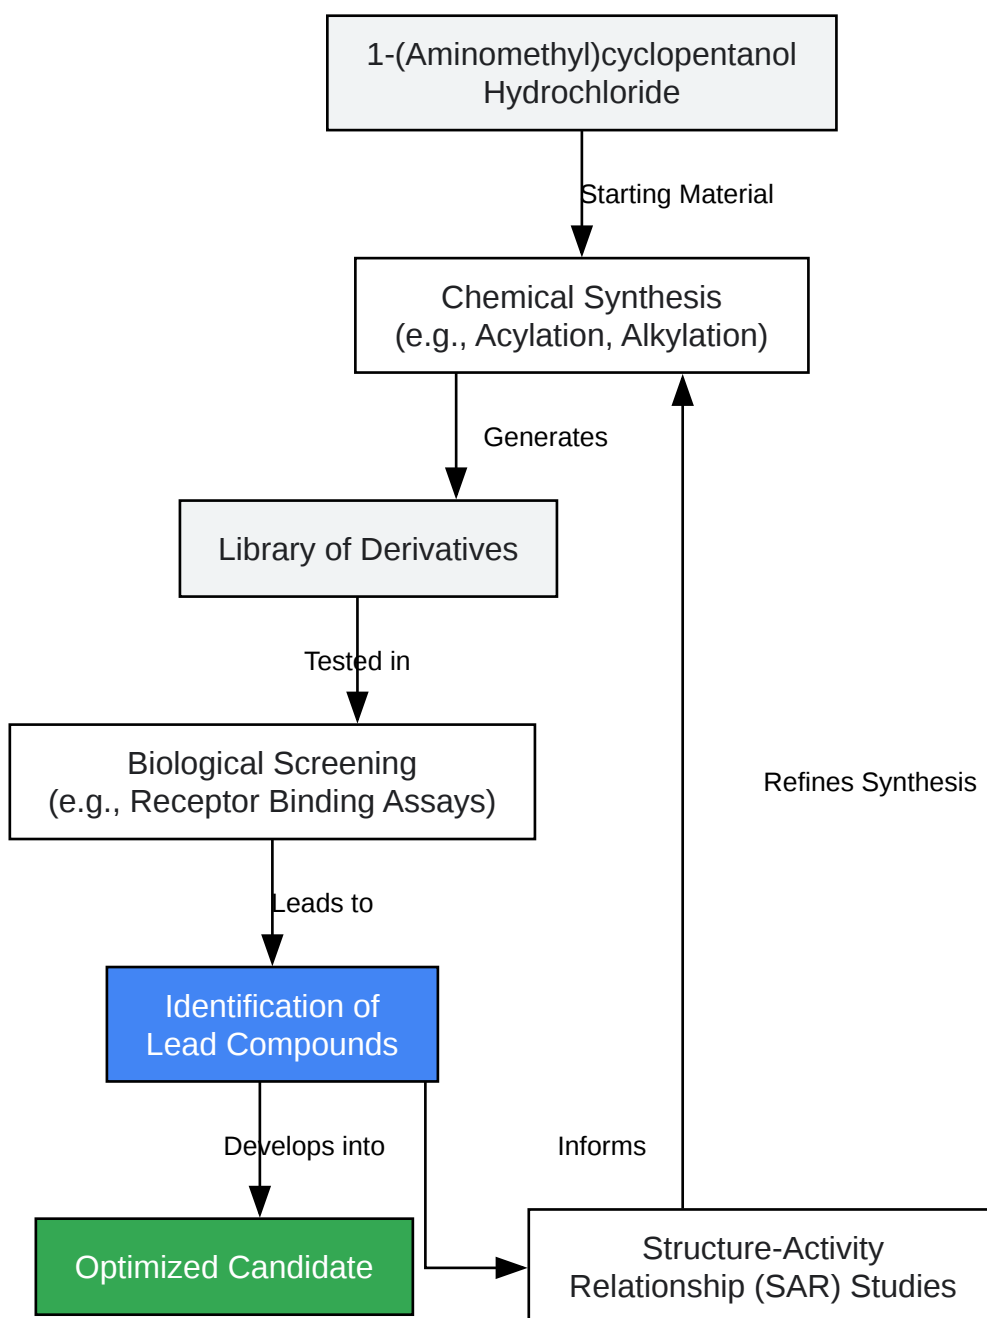 1-(Aminomethyl)cyclopentanol
Hydrochloride
Starting Material
Chemical Synthesis
(e.g., Acylation, Alkylation)
Generates
Library of Derivatives
Tested in
Biological Screening
(e.g., Receptor Binding Assays)
Refines Synthesis
Leads to
Identification of
Lead Compounds
Develops into
Informs
Optimized Candidate
Structure-Activity
Relationship (SAR) Studies